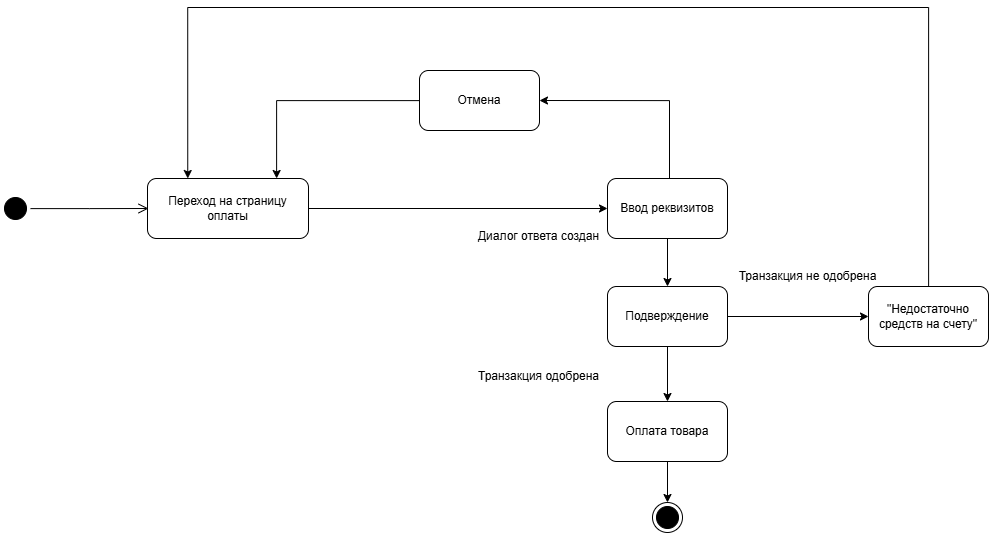 Отмена
Переход на страницу
оплаты
Ввод реквизитов
Диалог ответа создан
Транзакция не одобрена
Подверждение
"Недостаточно
средств на счету"
Транзакция одобрена
Оплата товара